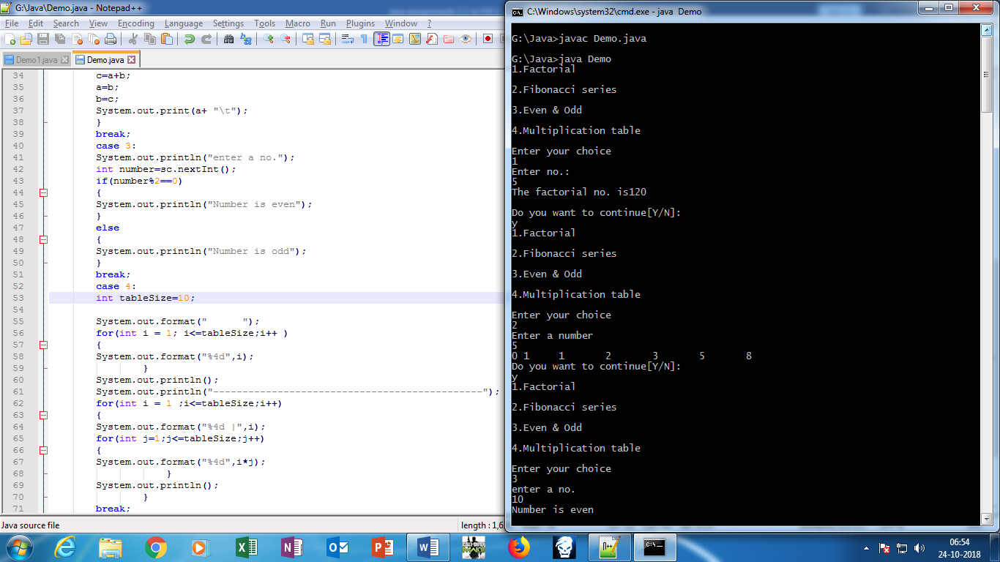 G:\Java\Demo.java - Notepad++
File Edit Search View Encoding Language Settings Tools Macro Run Plugins Window ?
Demo1.java Demo.java
34 c=a+b;
35 a=b;
36 b=c;
37 System.out.print(a+ "\t");
38 }
39 break;
40 case 3:
41 System.out.println("enter a no.");
42 int number=sc.nextInt();
43 if(number%2==0)
44 {
45 System.out.println("Number is even");
46 }
47 else
48 {
49 System.out.println("Number is odd");
50 }
51 break;
52 case 4:
53 int tableSize=10;
54
55 System.out.format("      ");
56 for(int i = 1; i<=tableSize;i++ )
57 {
58 System.out.format("%4d",i);
59 }
60 System.out.println();
61 System.out.println("----------------------------------------------");
62 for(int i = 1 ;i<=tableSize;i++)
63 {
64 System.out.format("%4d |",i);
65 for(int j=1;j<=tableSize;j++)
66 {
67 System.out.format("%4d",i*j);
68 }
69 System.out.println();
70 }
71 break;
Java source file length : 1,6
C:\Windows\system32\cmd.exe - java  Demo
G:\Java>javac Demo.java
G:\Java>java Demo
1.Factorial
2.Fibonacci series
3.Even & Odd
4.Multiplication table
Enter your choice
1
Enter no.:
5
The factorial no. is120
Do you want to continue[Y/N]:
y
1.Factorial
2.Fibonacci series
3.Even & Odd
4.Multiplication table
Enter your choice
2
Enter a number
5
0 1 1 2 3 5 8
Do you want to continue[Y/N]:
y
1.Factorial
2.Fibonacci series
3.Even & Odd
4.Multiplication table
Enter your choice
3
enter a no.
10
Number is even
06:54
24-10-2018